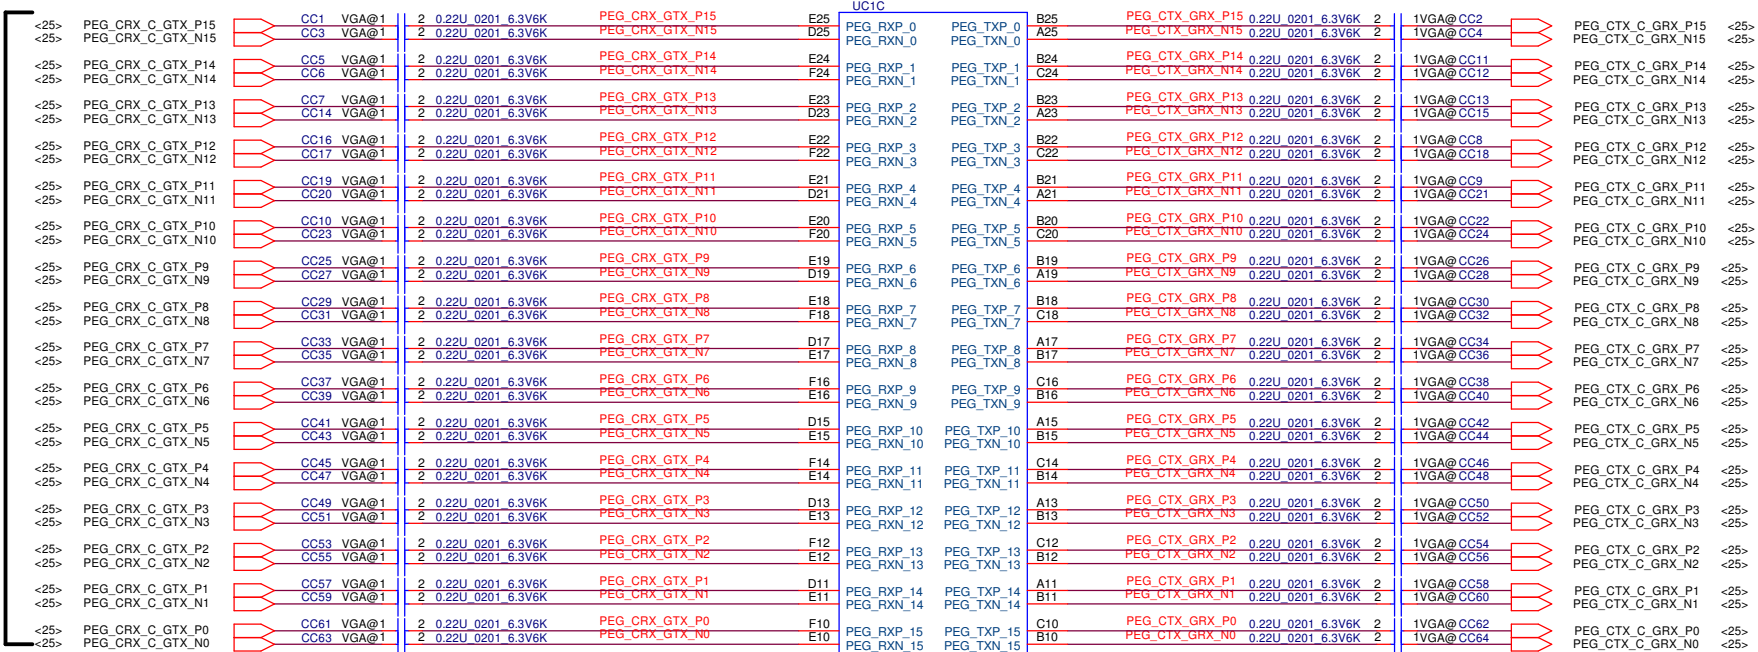 UC1C
<25> PEG_CRX_C_GTX_P15 CC1 VGA@1 2 0.22U_0201_6.3V6K PEG_CRX_GTX_P15 E25 PEG_RXP_0 PEG_TXP_0 B25 PEG_CTX_GRX_P15 0.22U_0201_6.3V6K 2 1VGA@CC2 PEG_CTX_C_GRX_P15 <25>
<25> PEG_CRX_C_GTX_N15 CC3 VGA@1 2 0.22U_0201_6.3V6K PEG_CRX_GTX_N15 D25 PEG_RXN_0 PEG_TXN_0 A25 PEG_CTX_GRX_N15 0.22U_0201_6.3V6K 2 1VGA@CC4 PEG_CTX_C_GRX_N15 <25>
<25> PEG_CRX_C_GTX_P14 CC5 VGA@1 2 0.22U_0201_6.3V6K PEG_CRX_GTX_P14 E24 PEG_RXP_1 PEG_TXP_1 B24 PEG_CTX_GRX_P14 0.22U_0201_6.3V6K 2 1VGA@CC11 PEG_CTX_C_GRX_P14 <25>
<25> PEG_CRX_C_GTX_N14 CC6 VGA@1 2 0.22U_0201_6.3V6K PEG_CRX_GTX_N14 F24 PEG_RXN_1 PEG_TXN_1 C24 PEG_CTX_GRX_N14 0.22U_0201_6.3V6K 2 1VGA@CC12 PEG_CTX_C_GRX_N14 <25>
<25> PEG_CRX_C_GTX_P13 CC7 VGA@1 2 0.22U_0201_6.3V6K PEG_CRX_GTX_P13 E23 PEG_RXP_2 PEG_TXP_2 B23 PEG_CTX_GRX_P13 0.22U_0201_6.3V6K 2 1VGA@CC13 PEG_CTX_C_GRX_P13 <25>
<25> PEG_CRX_C_GTX_N13 CC14 VGA@1 2 0.22U_0201_6.3V6K PEG_CRX_GTX_N13 D23 PEG_RXN_2 PEG_TXN_2 A23 PEG_CTX_GRX_N13 0.22U_0201_6.3V6K 2 1VGA@CC15 PEG_CTX_C_GRX_N13 <25>
<25> PEG_CRX_C_GTX_P12 CC16 VGA@1 2 0.22U_0201_6.3V6K PEG_CRX_GTX_P12 E22 PEG_RXP_3 PEG_TXP_3 B22 PEG_CTX_GRX_P12 0.22U_0201_6.3V6K 2 1VGA@CC8 PEG_CTX_C_GRX_P12 <25>
<25> PEG_CRX_C_GTX_N12 CC17 VGA@1 2 0.22U_0201_6.3V6K PEG_CRX_GTX_N12 F22 PEG_RXN_3 PEG_TXN_3 C22 PEG_CTX_GRX_N12 0.22U_0201_6.3V6K 2 1VGA@CC18 PEG_CTX_C_GRX_N12 <25>
<25> PEG_CRX_C_GTX_P11 CC19 VGA@1 2 0.22U_0201_6.3V6K PEG_CRX_GTX_P11 E21 PEG_RXP_4 PEG_TXP_4 B21 PEG_CTX_GRX_P11 0.22U_0201_6.3V6K 2 1VGA@CC9 PEG_CTX_C_GRX_P11 <25>
<25> PEG_CRX_C_GTX_N11 CC20 VGA@1 2 0.22U_0201_6.3V6K PEG_CRX_GTX_N11 D21 PEG_RXN_4 PEG_TXN_4 A21 PEG_CTX_GRX_N11 0.22U_0201_6.3V6K 2 1VGA@CC21 PEG_CTX_C_GRX_N11 <25>
<25> PEG_CRX_C_GTX_P10 CC10 VGA@1 2 0.22U_0201_6.3V6K PEG_CRX_GTX_P10 E20 PEG_RXP_5 PEG_TXP_5 B20 PEG_CTX_GRX_P10 0.22U_0201_6.3V6K 2 1VGA@CC22 PEG_CTX_C_GRX_P10 <25>
<25> PEG_CRX_C_GTX_N10 CC23 VGA@1 2 0.22U_0201_6.3V6K PEG_CRX_GTX_N10 F20 PEG_RXN_5 PEG_TXN_5 C20 PEG_CTX_GRX_N10 0.22U_0201_6.3V6K 2 1VGA@CC24 PEG_CTX_C_GRX_N10 <25>
<25> PEG_CRX_C_GTX_P9 CC25 VGA@1 2 0.22U_0201_6.3V6K PEG_CRX_GTX_P9 E19 PEG_RXP_6 PEG_TXP_6 B19 PEG_CTX_GRX_P9 0.22U_0201_6.3V6K 2 1VGA@CC26 PEG_CTX_C_GRX_P9 <25>
<25> PEG_CRX_C_GTX_N9 CC27 VGA@1 2 0.22U_0201_6.3V6K PEG_CRX_GTX_N9 D19 PEG_RXN_6 PEG_TXN_6 A19 PEG_CTX_GRX_N9 0.22U_0201_6.3V6K 2 1VGA@CC28 PEG_CTX_C_GRX_N9 <25>
<25> PEG_CRX_C_GTX_P8 CC29 VGA@1 2 0.22U_0201_6.3V6K PEG_CRX_GTX_P8 E18 PEG_RXP_7 PEG_TXP_7 B18 PEG_CTX_GRX_P8 0.22U_0201_6.3V6K 2 1VGA@CC30 PEG_CTX_C_GRX_P8 <25>
<25> PEG_CRX_C_GTX_N8 CC31 VGA@1 2 0.22U_0201_6.3V6K PEG_CRX_GTX_N8 F18 PEG_RXN_7 PEG_TXN_7 C18 PEG_CTX_GRX_N8 0.22U_0201_6.3V6K 2 1VGA@CC32 PEG_CTX_C_GRX_N8 <25>
<25> PEG_CRX_C_GTX_P7 CC33 VGA@1 2 0.22U_0201_6.3V6K PEG_CRX_GTX_P7 D17 PEG_RXP_8 PEG_TXP_8 A17 PEG_CTX_GRX_P7 0.22U_0201_6.3V6K 2 1VGA@CC34 PEG_CTX_C_GRX_P7 <25>
<25> PEG_CRX_C_GTX_N7 CC35 VGA@1 2 0.22U_0201_6.3V6K PEG_CRX_GTX_N7 E17 PEG_RXN_8 PEG_TXN_8 B17 PEG_CTX_GRX_N7 0.22U_0201_6.3V6K 2 1VGA@CC36 PEG_CTX_C_GRX_N7 <25>
<25> PEG_CRX_C_GTX_P6 CC37 VGA@1 2 0.22U_0201_6.3V6K PEG_CRX_GTX_P6 F16 PEG_RXP_9 PEG_TXP_9 C16 PEG_CTX_GRX_P6 0.22U_0201_6.3V6K 2 1VGA@CC38 PEG_CTX_C_GRX_P6 <25>
<25> PEG_CRX_C_GTX_N6 CC39 VGA@1 2 0.22U_0201_6.3V6K PEG_CRX_GTX_N6 E16 PEG_RXN_9 PEG_TXN_9 B16 PEG_CTX_GRX_N6 0.22U_0201_6.3V6K 2 1VGA@CC40 PEG_CTX_C_GRX_N6 <25>
<25> PEG_CRX_C_GTX_P5 CC41 VGA@1 2 0.22U_0201_6.3V6K PEG_CRX_GTX_P5 D15 PEG_RXP_10 PEG_TXP_10 A15 PEG_CTX_GRX_P5 0.22U_0201_6.3V6K 2 1VGA@CC42 PEG_CTX_C_GRX_P5 <25>
<25> PEG_CRX_C_GTX_N5 CC43 VGA@1 2 0.22U_0201_6.3V6K PEG_CRX_GTX_N5 E15 PEG_RXN_10 PEG_TXN_10 B15 PEG_CTX_GRX_N5 0.22U_0201_6.3V6K 2 1VGA@CC44 PEG_CTX_C_GRX_N5 <25>
<25> PEG_CRX_C_GTX_P4 CC45 VGA@1 2 0.22U_0201_6.3V6K PEG_CRX_GTX_P4 F14 PEG_RXP_11 PEG_TXP_11 C14 PEG_CTX_GRX_P4 0.22U_0201_6.3V6K 2 1VGA@CC46 PEG_CTX_C_GRX_P4 <25>
<25> PEG_CRX_C_GTX_N4 CC47 VGA@1 2 0.22U_0201_6.3V6K PEG_CRX_GTX_N4 E14 PEG_RXN_11 PEG_TXN_11 B14 PEG_CTX_GRX_N4 0.22U_0201_6.3V6K 2 1VGA@CC48 PEG_CTX_C_GRX_N4 <25>
<25> PEG_CRX_C_GTX_P3 CC49 VGA@1 2 0.22U_0201_6.3V6K PEG_CRX_GTX_P3 D13 PEG_RXP_12 PEG_TXP_12 A13 PEG_CTX_GRX_P3 0.22U_0201_6.3V6K 2 1VGA@CC50 PEG_CTX_C_GRX_P3 <25>
<25> PEG_CRX_C_GTX_N3 CC51 VGA@1 2 0.22U_0201_6.3V6K PEG_CRX_GTX_N3 E13 PEG_RXN_12 PEG_TXN_12 B13 PEG_CTX_GRX_N3 0.22U_0201_6.3V6K 2 1VGA@CC52 PEG_CTX_C_GRX_N3 <25>
<25> PEG_CRX_C_GTX_P2 CC53 VGA@1 2 0.22U_0201_6.3V6K PEG_CRX_GTX_P2 F12 PEG_RXP_13 PEG_TXP_13 C12 PEG_CTX_GRX_P2 0.22U_0201_6.3V6K 2 1VGA@CC54 PEG_CTX_C_GRX_P2 <25>
<25> PEG_CRX_C_GTX_N2 CC55 VGA@1 2 0.22U_0201_6.3V6K PEG_CRX_GTX_N2 E12 PEG_RXN_13 PEG_TXN_13 B12 PEG_CTX_GRX_N2 0.22U_0201_6.3V6K 2 1VGA@CC56 PEG_CTX_C_GRX_N2 <25>
<25> PEG_CRX_C_GTX_P1 CC57 VGA@1 2 0.22U_0201_6.3V6K PEG_CRX_GTX_P1 D11 PEG_RXP_14 PEG_TXP_14 A11 PEG_CTX_GRX_P1 0.22U_0201_6.3V6K 2 1VGA@CC58 PEG_CTX_C_GRX_P1 <25>
<25> PEG_CRX_C_GTX_N1 CC59 VGA@1 2 0.22U_0201_6.3V6K PEG_CRX_GTX_N1 E11 PEG_RXN_14 PEG_TXN_14 B11 PEG_CTX_GRX_N1 0.22U_0201_6.3V6K 2 1VGA@CC60 PEG_CTX_C_GRX_N1 <25>
<25> PEG_CRX_C_GTX_P0 CC61 VGA@1 2 0.22U_0201_6.3V6K PEG_CRX_GTX_P0 F10 PEG_RXP_15 PEG_TXP_15 C10 PEG_CTX_GRX_P0 0.22U_0201_6.3V6K 2 1VGA@CC62 PEG_CTX_C_GRX_P0 <25>
<25> PEG_CRX_C_GTX_N0 CC63 VGA@1 2 0.22U_0201_6.3V6K PEG_CRX_GTX_N0 E10 PEG_RXN_15 PEG_TXN_15 B10 PEG_CTX_GRX_N0 0.22U_0201_6.3V6K 2 1VGA@CC64 PEG_CTX_C_GRX_N0 <25>